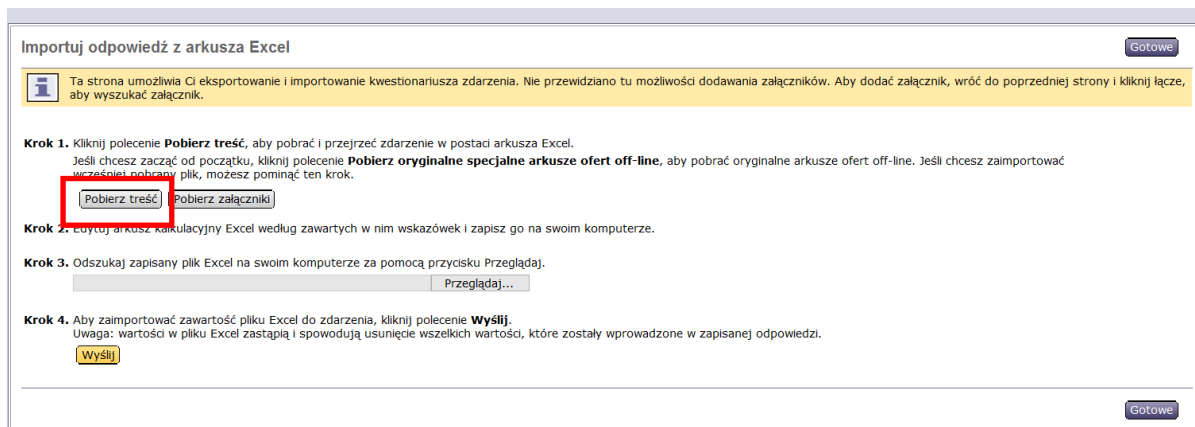 Importuj odpowiedź z arkusza Excel
Gotowe
Ta strona umożliwia Ci eksportowanie i importowanie kwestionariusza zdarzenia. Nie przewidziano tu możliwości dodawania załączników. Aby dodać załącznik, wróć do poprzedniej strony i kliknij łącze,
aby wyszukać załącznik.
Krok 1. Kliknij polecenie Pobierz treść, aby pobrać i przejrzeć zdarzenie w postaci arkusza Excel.
Jeśli chcesz zacząć od początku, kliknij polecenie Pobierz oryginalne specjalne arkusze ofert off-line, aby pobrać oryginalne arkusze ofert off-line. Jeśli chcesz zaimportować
wcześniej pobrany plik, możesz pominąć ten krok.
Pobierz treść Pobierz załączniki
Krok 2. Edytuj arkusz kalkulacyjny Excel według zawartych w nim wskazówek i zapisz go na swoim komputerze.
Krok 3. Odszukaj zapisany plik Excel na swoim komputerze za pomocą przycisku Przeglądaj.
Przeglądaj...
Krok 4. Aby zaimportować zawartość pliku Excel do zdarzenia, kliknij polecenie Wyślij.
Uwaga: wartości w pliku Excel zastąpią i spowodują usunięcie wszelkich wartości, które zostały wprowadzone w zapisanej odpowiedzi.
Wyślij
Gotowe